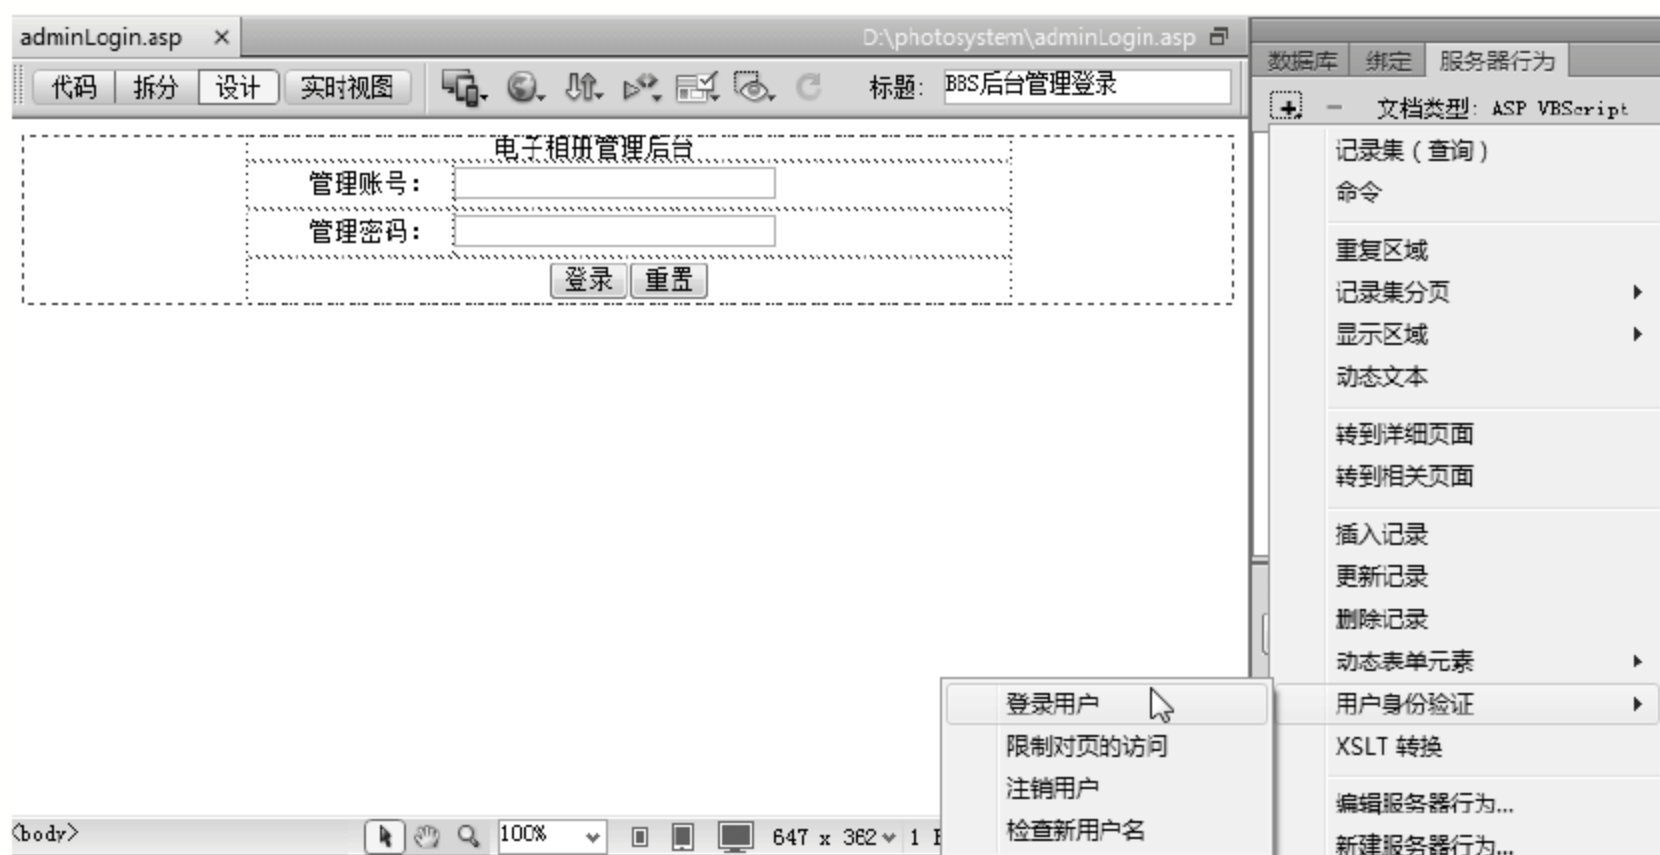 adminLogin.asp
D:\photosystem\adminLogin.asp
代码 拆分 设计 实时视图 标题: BBS后台管理登录
电子相册管理后台
管理账号:
管理密码:
登录 重置
数据库 绑定 服务器行为
文档类型: ASP VBScript
记录集(查询)
命令
重复区域
记录集分页
显示区域
动态文本
转到详细页面
转到相关页面
插入记录
更新记录
删除记录
动态表单元素
用户身份验证
XSLT 转换
编辑服务器行为...
新建服务器行为...
登录用户
限制对页的访问
注销用户
检查新用户名
<body>
100%
647 x 362 1